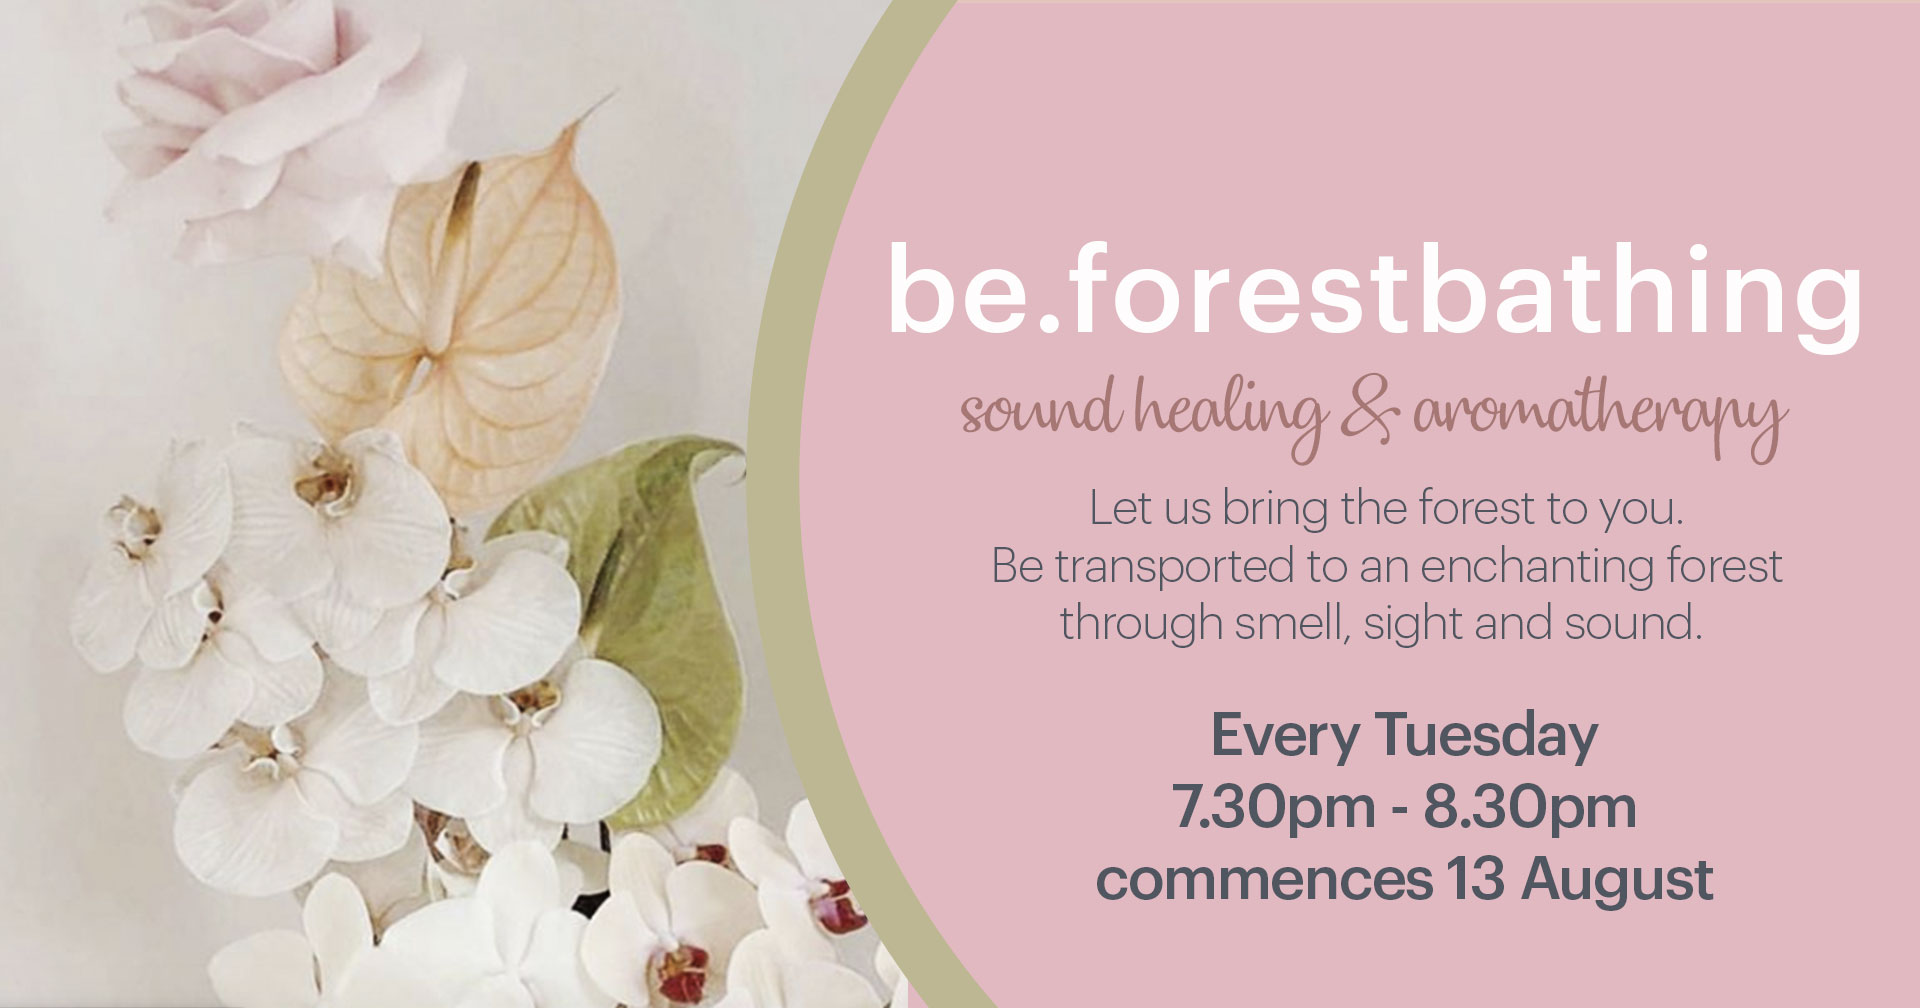 be.forestbathing
sound healing & aromatherapy
Let us bring the forest to you.
Be transported to an enchanting forest
through smell, sight and sound.
Every Tuesday
7.30pm - 8.30pm
commences 13 August